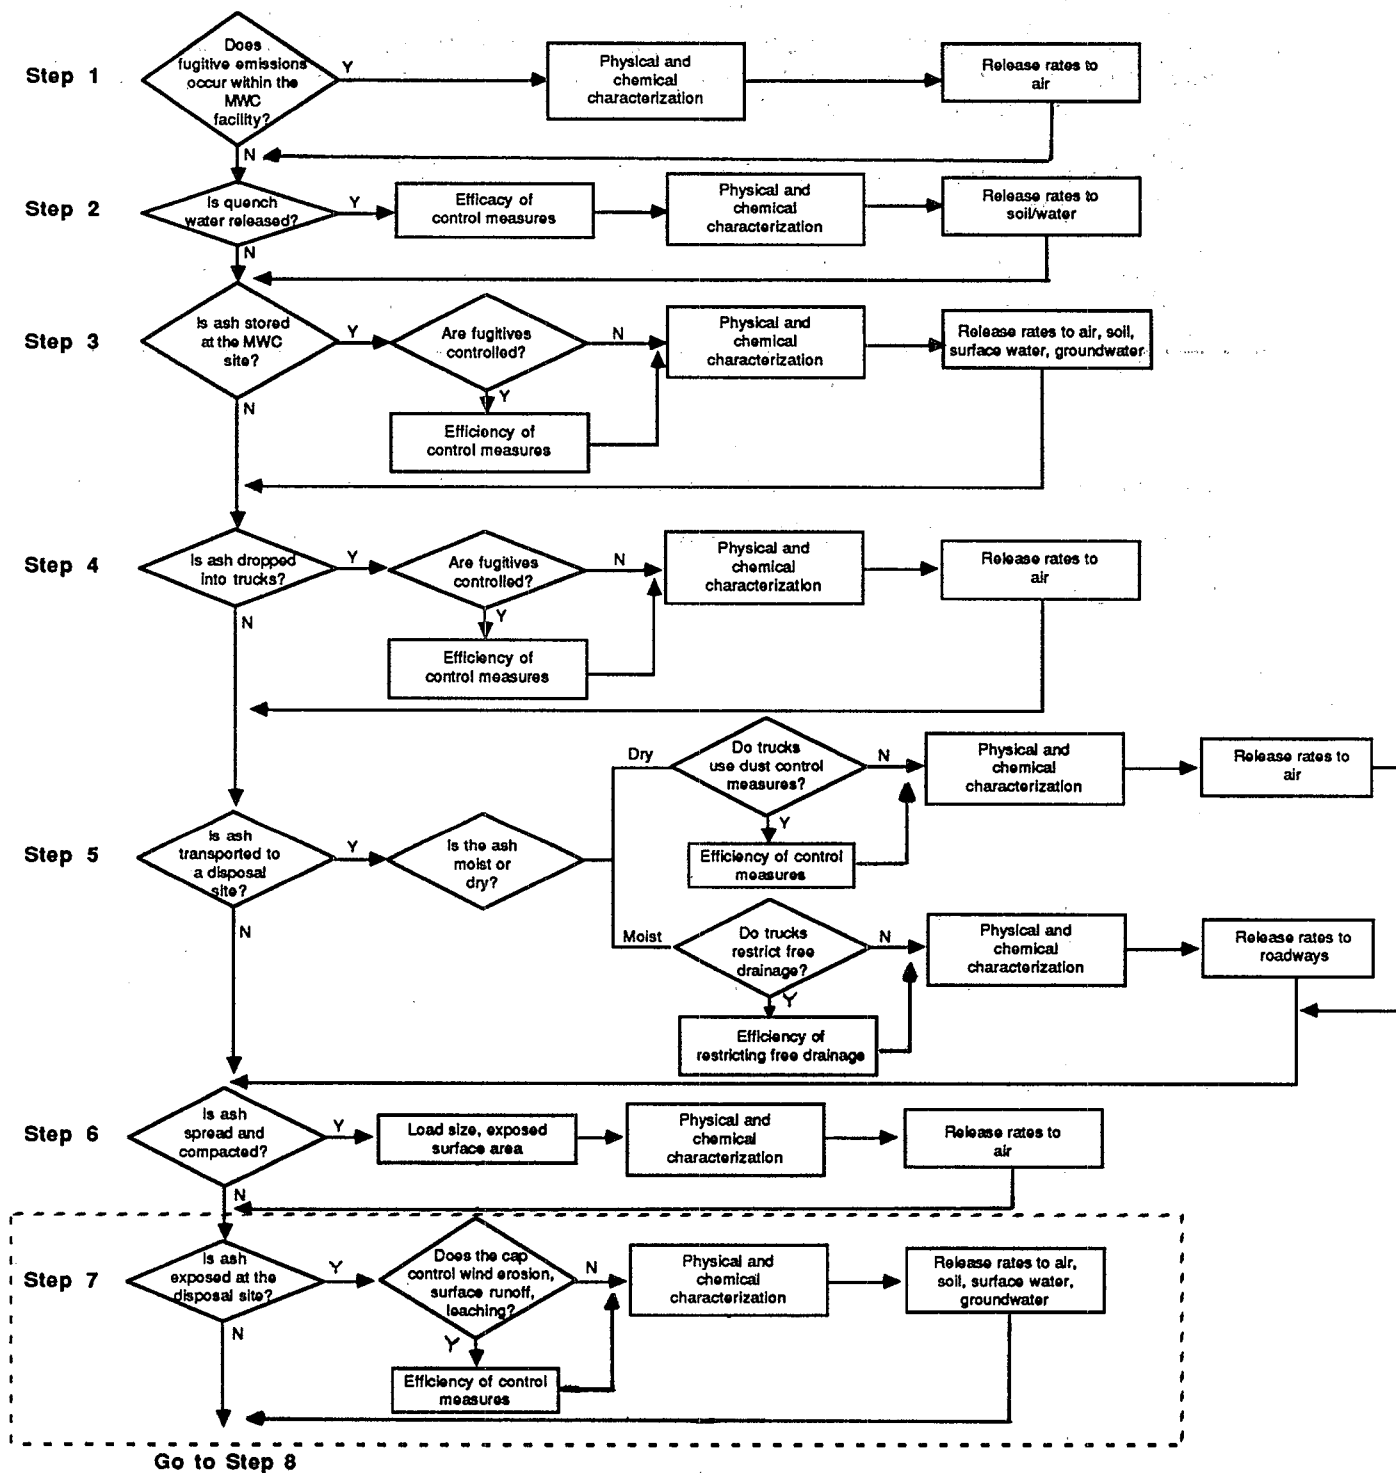 Step 1
Does
fugitive emissions
occur within the
MWC
facility?
Y
Physical and
chemical
characterization
Release rates to
air
N
Step 2
Is quench
water released?
Y
Efficacy of
control measures
Physical and
chemical
characterization
Release rates to
soil/water
N
Step 3
Is ash stored
at the MWC
site?
Y
Are fugitives
controlled?
N
Physical and
chemical
characterization
Release rates to air, soil,
surface water, groundwater
Y
Efficiency of
control measures
N
Step 4
Is ash dropped
into trucks?
Y
Are fugitives
controlled?
N
Physical and
chemical
characterization
Release rates to
air
Y
Efficiency of
control measures
N
Step 5
Is ash
transported to
a disposal
site?
Y
Is the ash
moist or
dry?
Dry
Do trucks
use dust control
measures?
N
Physical and
chemical
characterization
Release rates to
air
Y
Efficiency of control
measures
Moist
Do trucks
restrict free
drainage?
N
Physical and
chemical
characterization
Release rates to
roadways
Y
Efficiency of
restricting free drainage
N
Step 6
Is ash
spread and
compacted?
Y
Load size, exposed
surface area
Physical and
chemical
characterization
Release rates to
air
N
Step 7
Is ash
exposed at the
disposal site?
Y
Does the cap
control wind erosion,
surface runoff,
leaching?
N
Physical and
chemical
characterization
Release rates to air,
soil, surface water,
groundwater
Y
Efficiency of control
measures
N
Go to Step 8